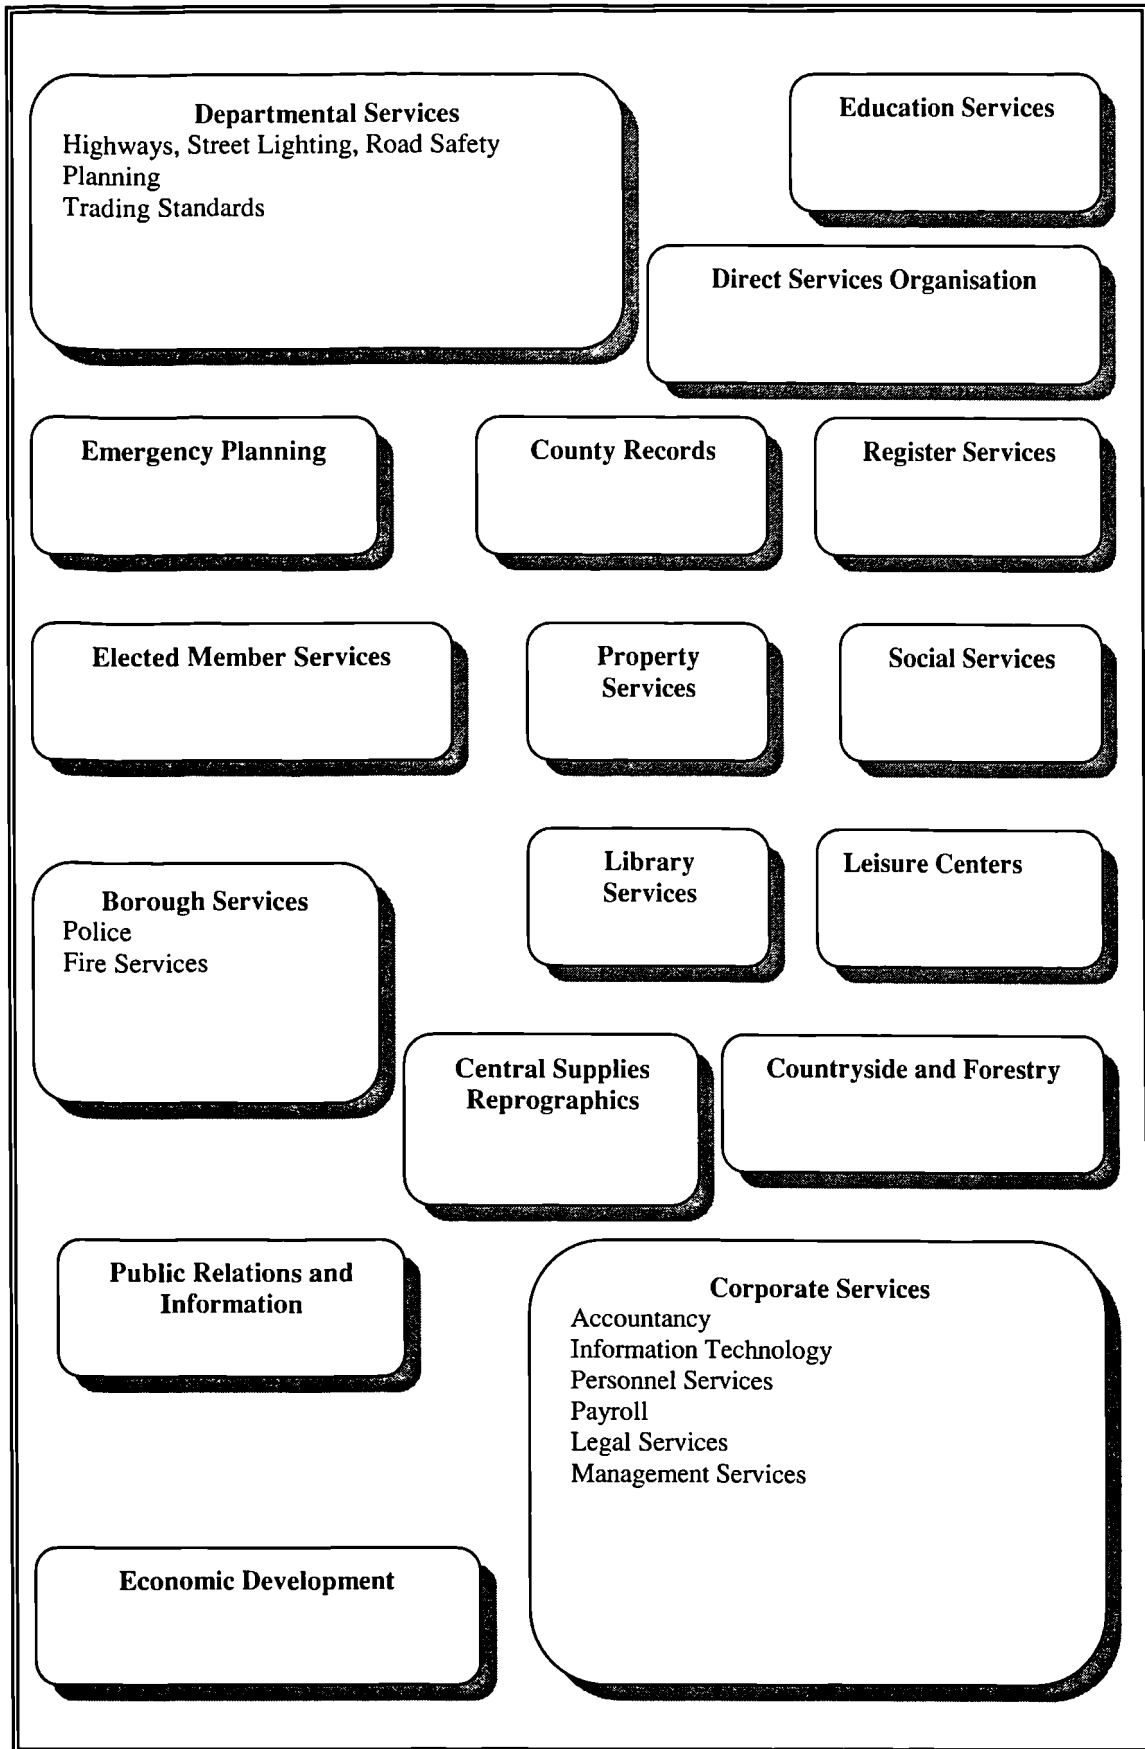 Departmental Services
Highways, Street Lighting, Road Safety
Planning
Trading Standards
Education Services
Direct Services Organisation
Emergency Planning
County Records
Register Services
Elected Member Services
Property
Services
Social Services
Borough Services
Police
Fire Services
Library
Services
Leisure Centers
Central Supplies
Reprographics
Countryside and Forestry
Public Relations and
Information
Corporate Services
Accountancy
Information Technology
Personnel Services
Payroll
Legal Services
Management Services
Economic Development